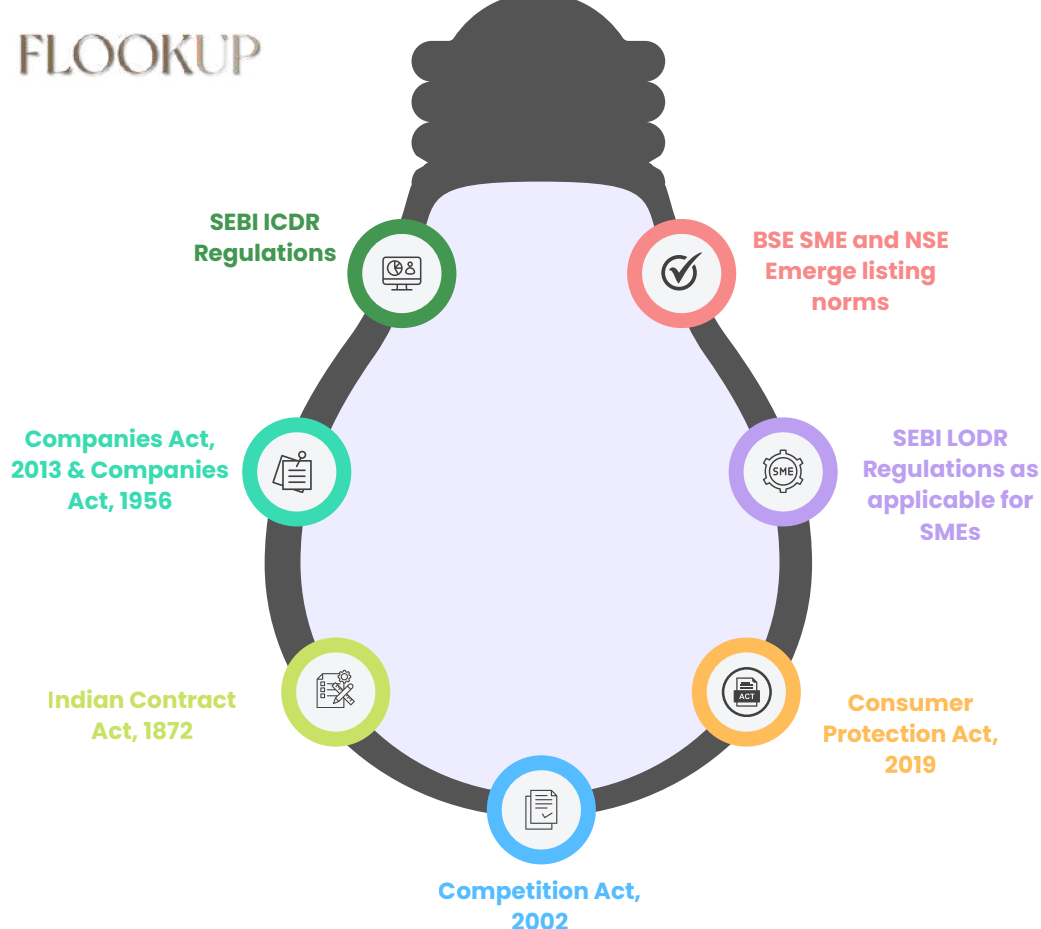 FLOOKUP
SEBI ICDR
Regulations
BSE SME and NSE
Emerge listing
norms
Companies Act,
2013 & Companies
Act, 1956
SME
SEBI LODR
Regulations as
applicable for
SMEs
Indian Contract
Act, 1872
ACT
Consumer
Protection Act,
2019
Competition Act,
2002